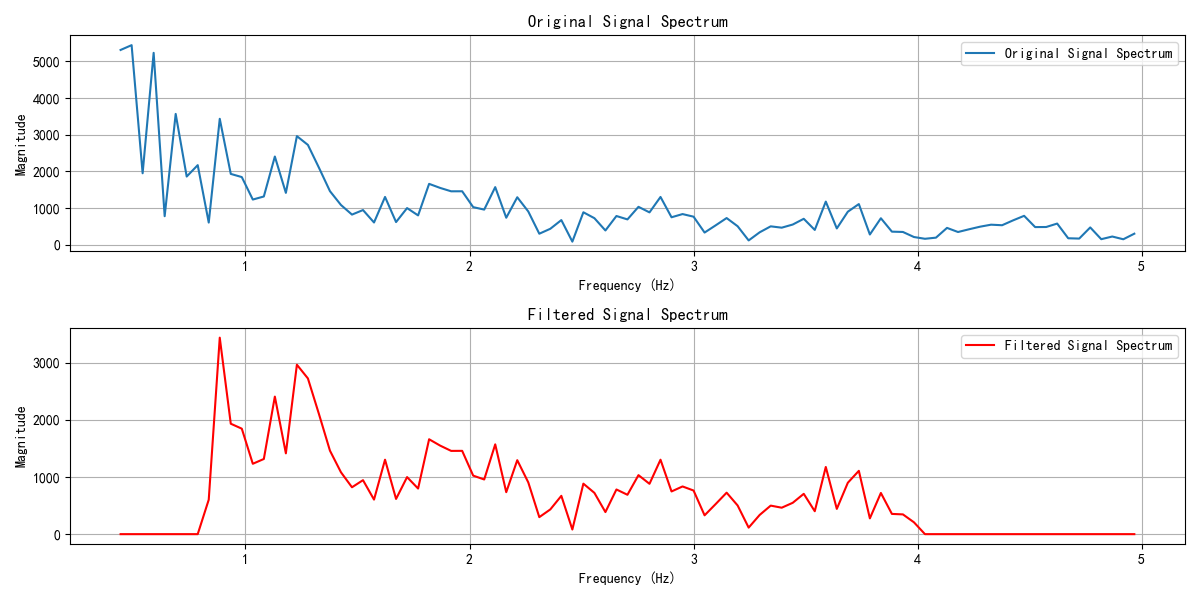 Original Signal Spectrum
Original Signal Spectrum
Magnitude
5000
4000
3000
2000
1000
0
1
2
3
4
5
Frequency (Hz)
Filtered Signal Spectrum
Filtered Signal Spectrum
Magnitude
3000
2000
1000
0
1
2
3
4
5
Frequency (Hz)